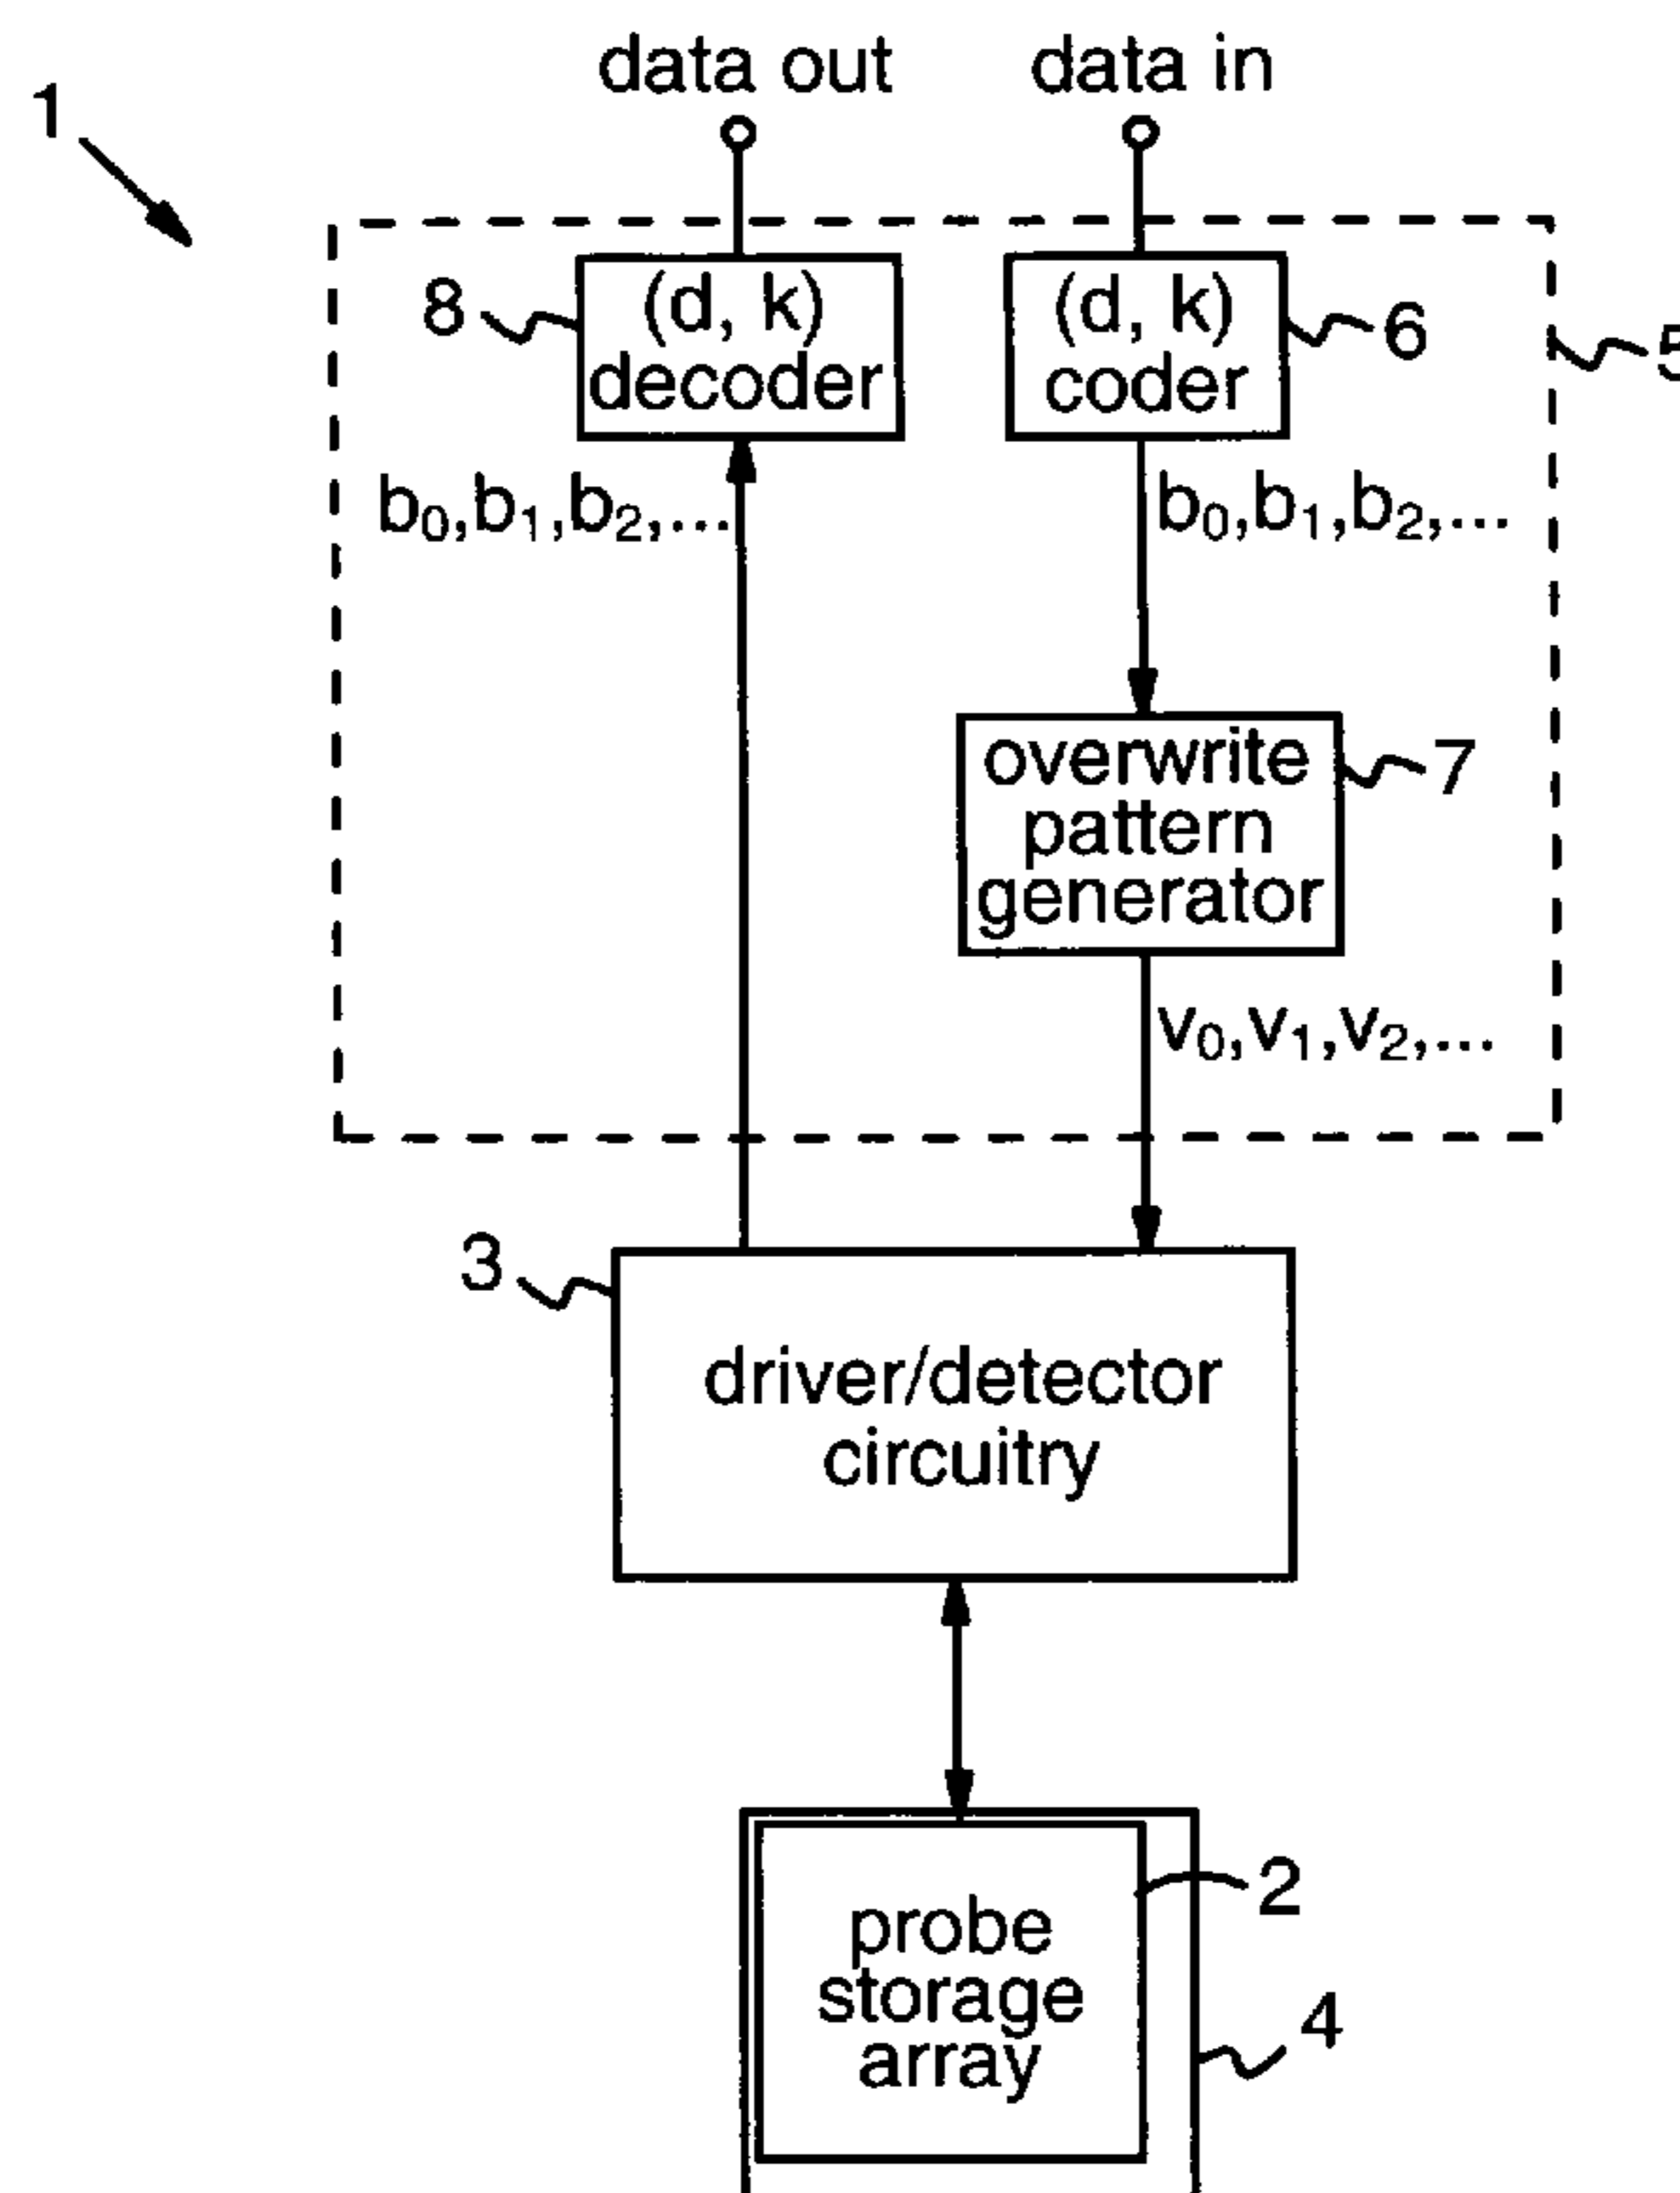 data out
data in
1
8
(d, k)
decoder
(d, k)
coder
6
5
b₀,b₁,b₂,...
b₀,b₁,b₂,...
overwrite
pattern
generator
7
v₀,v₁,v₂,...
3
driver/detector
circuitry
probe
storage
array
2
4